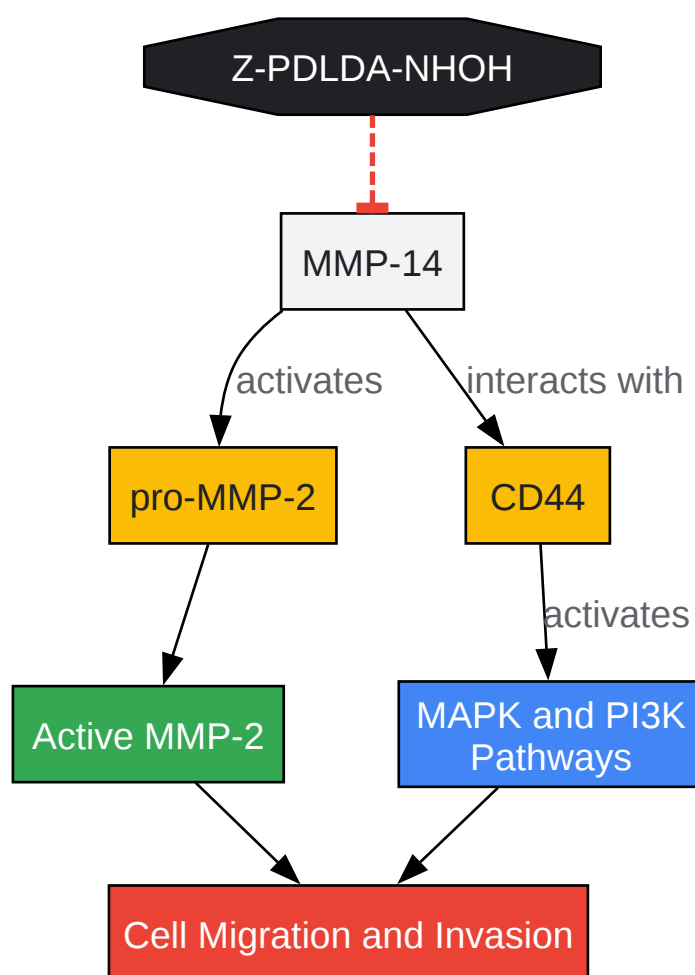 Z-PDLDA-NHOH
MMP-14
activates
interacts with
pro-MMP-2
CD44
activates
Active MMP-2
MAPK and PI3K
Pathways
Cell Migration and Invasion